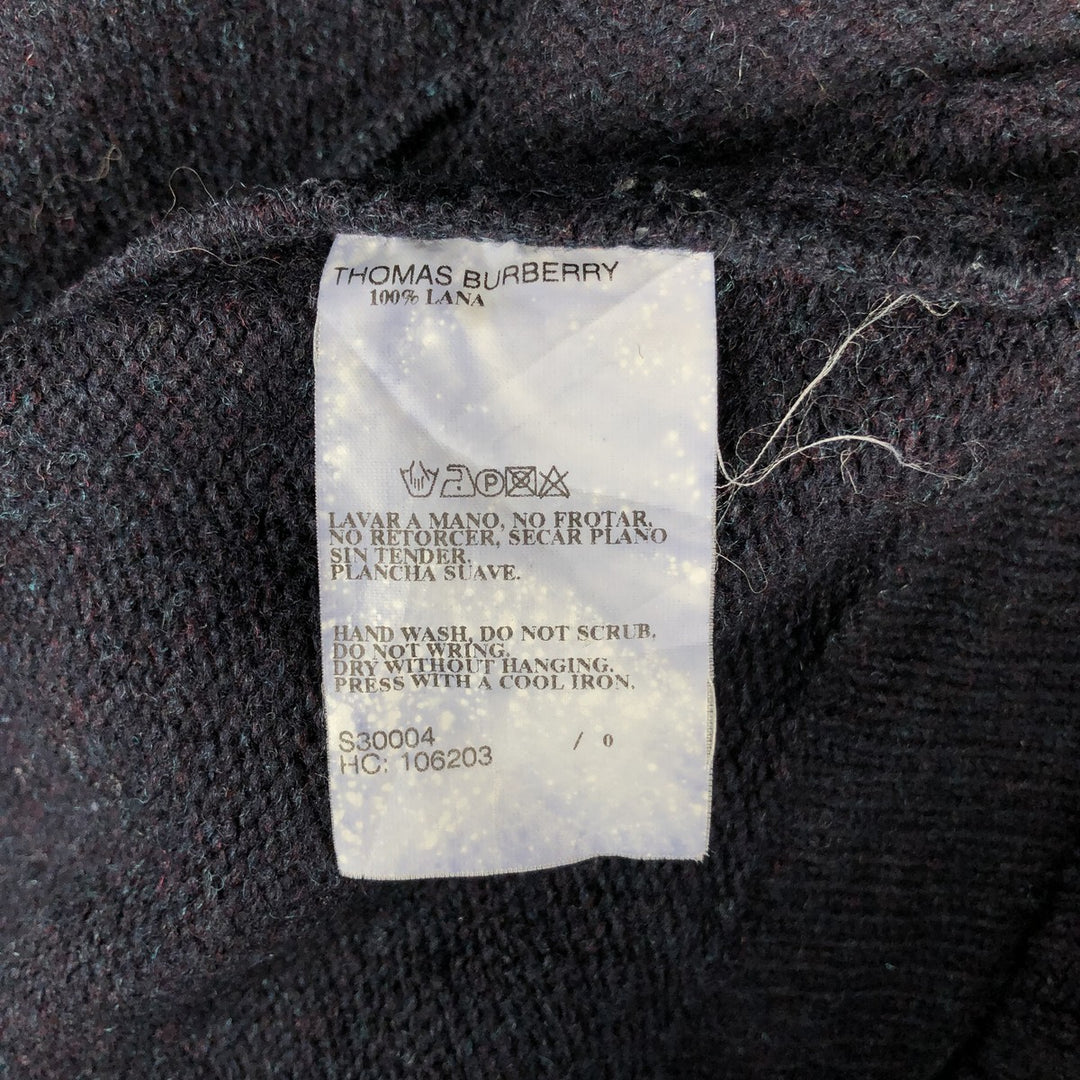 THOMAS BURBERRY
100% LANA
P
LAVAR A MANO, NO FROTAR.
NO RETORCER, SECAR PLANO
SIN TENDER.
PLANCHA SUAVE.
HAND WASH, DO NOT SCRUB.
DO NOT WRING.
DRY WITHOUT HANGING.
PRESS WITH A COOL IRON.
S30004 / 0
HC: 106203